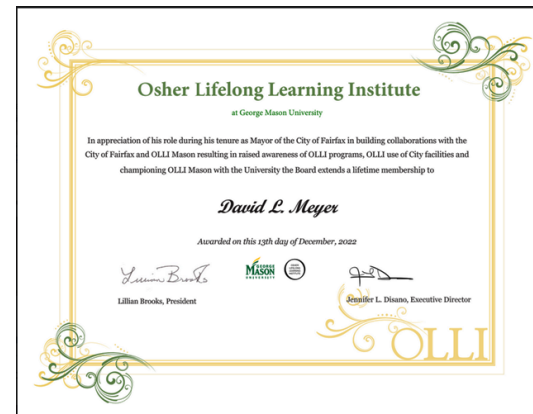 Osher Lifelong Learning Institute
at George Mason University
In appreciation of his role during his tenure as Mayor of the City of Fairfax in building collaborations with the
City of Fairfax and OLLI Mason resulting in raised awareness of OLLI programs, OLLI use of City facilities and
championing OLLI Mason with the University the Board extends a lifetime membership to
David L. Meyer
Awarded on this 13th day of December, 2022
Lillian Brooks
GEORGE
MASON
UNIVERSITY
Lillian Brooks, President
Jennifer L. Disano, Executive Director
OLLI